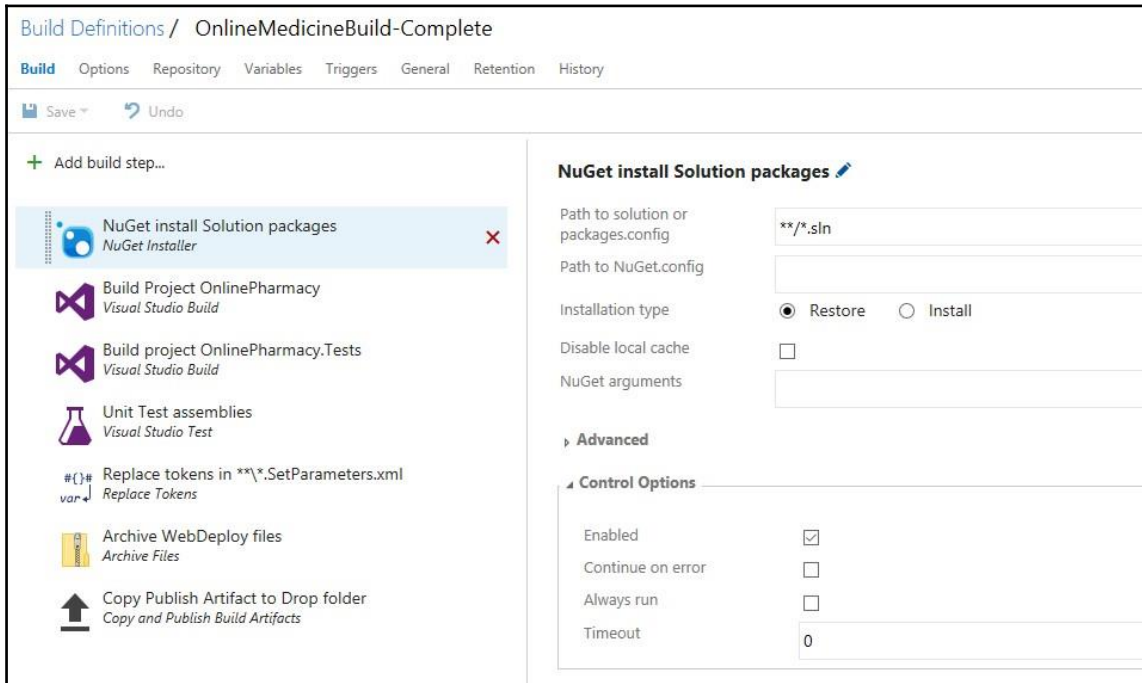 Build Definitions / OnlineMedicineBuild-Complete
Build Options Repository Variables Triggers General Retention History
Save Undo
+ Add build step...
NuGet install Solution packages
NuGet Installer
Build Project OnlinePharmacy
Visual Studio Build
Build project OnlinePharmacy.Tests
Visual Studio Build
Unit Test assemblies
Visual Studio Test
#{}#
var
Replace tokens in **\*.SetParameters.xml
Replace Tokens
Archive WebDeploy files
Archive Files
Copy Publish Artifact to Drop folder
Copy and Publish Build Artifacts
NuGet install Solution packages
Path to solution or
packages.config
**/*.sln
Path to NuGet.config
Installation type Restore Install
Disable local cache
NuGet arguments
Advanced
Control Options
Enabled
Continue on error
Always run
Timeout 0